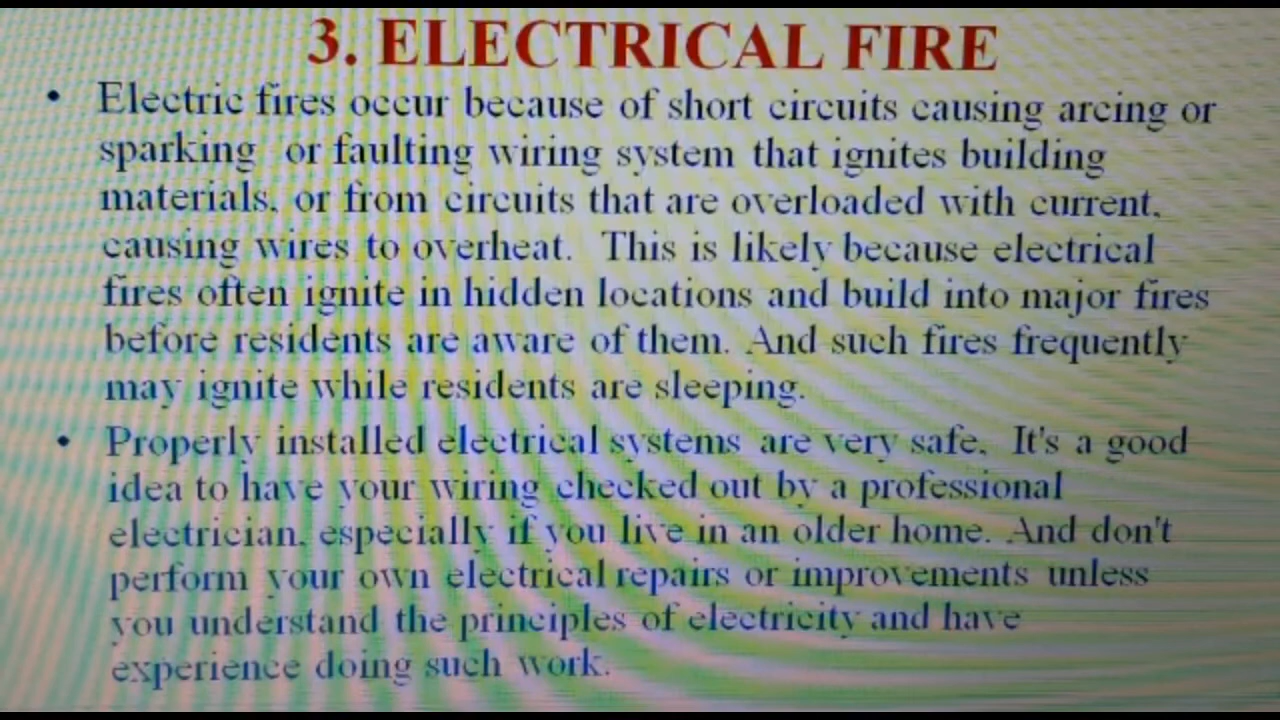 3. ELECTRICAL FIRE
• Electric fires occur because of short circuits causing arcing or
sparking or faulting wiring system that ignites building
materials, or from circuits that are overloaded with current,
causing wires to overheat. This is likely because electrical
fires often ignite in hidden locations and build into major fires
before residents are aware of them. And such fires frequently
may ignite while residents are sleeping.
• Properly installed electrical systems are very safe. It's a good
idea to have your wiring checked out by a professional
electrician, especially if you live in an older home. And don't
perform your own electrical repairs or improvements unless
you understand the principles of electricity and have
experience doing such work.